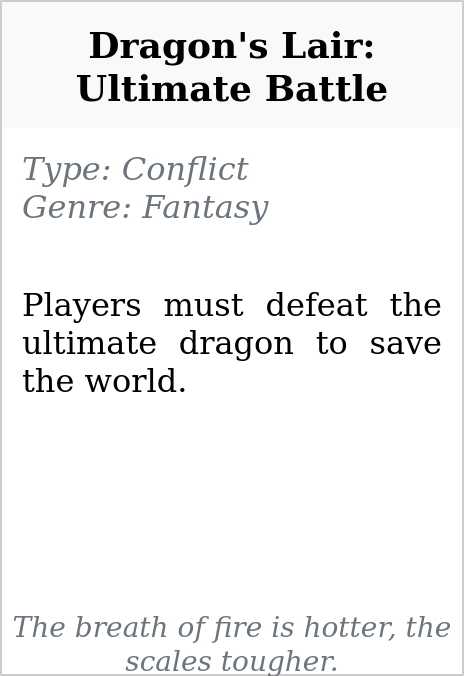 Dragon's Lair:
Ultimate Battle
Type: Conflict
Genre: Fantasy
Players must defeat the
ultimate dragon to save
the world.
The breath of fire is hotter, the
scales tougher.